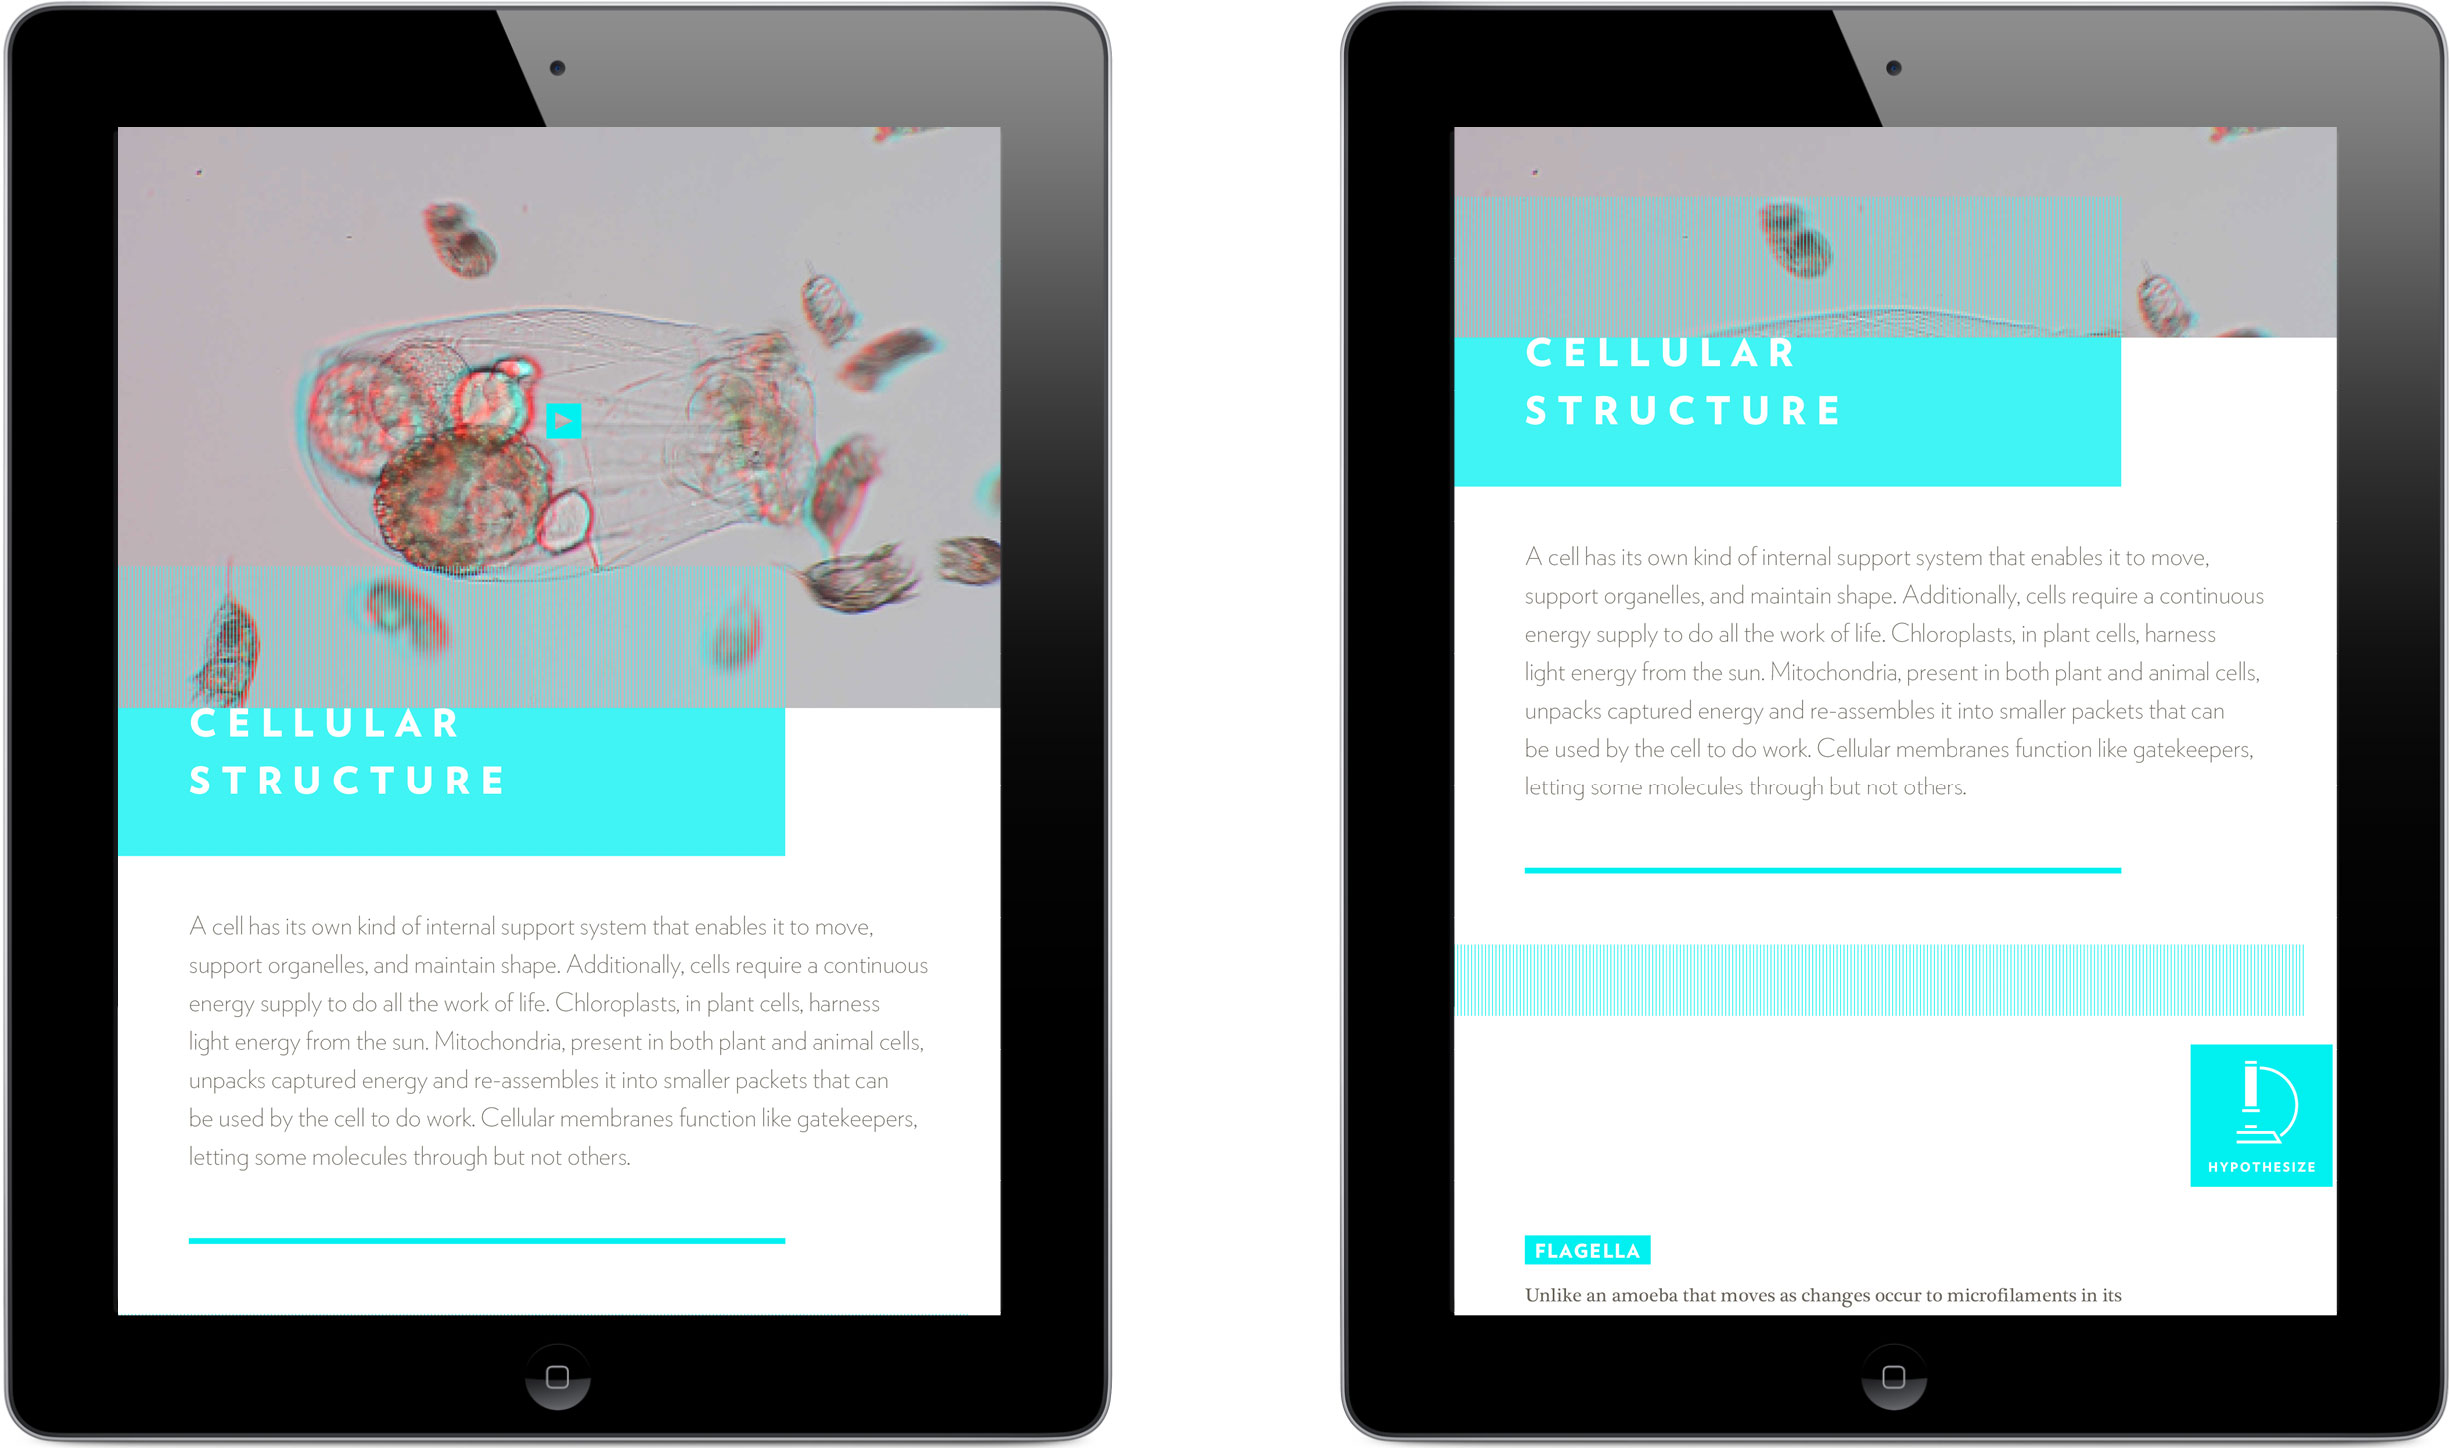 CELLULAR
STRUCTURE
A cell has its own kind of internal support system that enables it to move,
support organelles, and maintain shape. Additionally, cells require a continuous
energy supply to do all the work of life. Chloroplasts, in plant cells, harness
light energy from the sun. Mitochondria, present in both plant and animal cells,
unpacks captured energy and re-assembles it into smaller packets that can
be used by the cell to do work. Cellular membranes function like gatekeepers,
letting some molecules through but not others.
CELLULAR
STRUCTURE
A cell has its own kind of internal support system that enables it to move,
support organelles, and maintain shape. Additionally, cells require a continuous
energy supply to do all the work of life. Chloroplasts, in plant cells, harness
light energy from the sun. Mitochondria, present in both plant and animal cells,
unpacks captured energy and re-assembles it into smaller packets that can
be used by the cell to do work. Cellular membranes function like gatekeepers,
letting some molecules through but not others.
HYPOTHESIZE
FLAGELLA
Unlike an amoeba that moves as changes occur to microfilaments in its